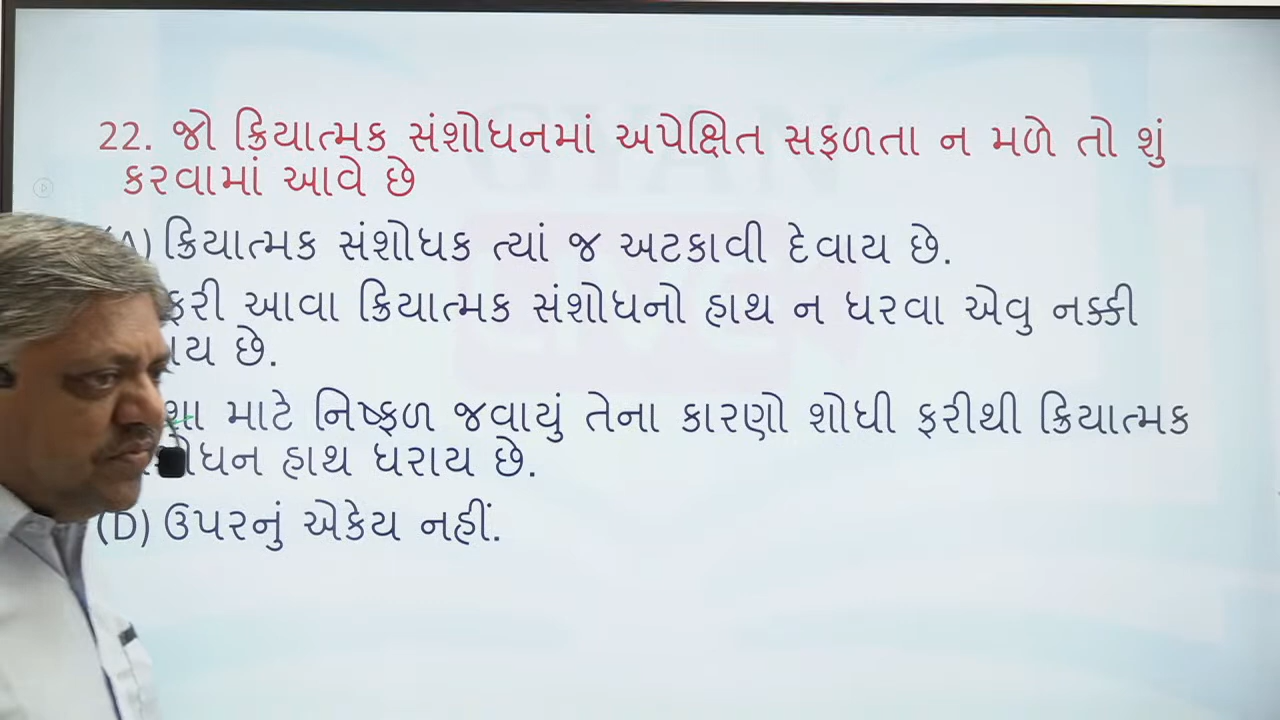 22. જો ક્રિયાત્મક સંશોધનમાં અપેક્ષિત સફળતા ન મળે તો શું
કરવામાં આવે છે
ક્રિયાત્મક સંશોધક ત્યાં જ અટકાવી દેવાય છે.
ફરી આવા ક્રિયાત્મક સંશોધનો હાથ ન ધરવા એવુ નક્કી
છે.
શા માટે નિષ્ફળ જવાયું તેના કારણો શોધી ફરીથી ક્રિયાત્મક
હાથ ધરાય છે.
(D) ઉપરનું એકેય નહીં.